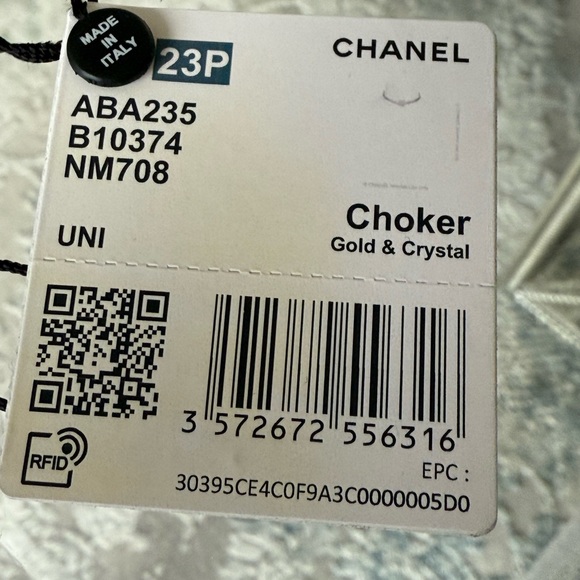 MADE
IN
ITALY
23P
CHANEL
ABA235
B10374
NM708
UNI
Choker
Gold & Crystal
3 572672 556316
RFID
EPC :
30395CE4C0F9A3C0000005D0